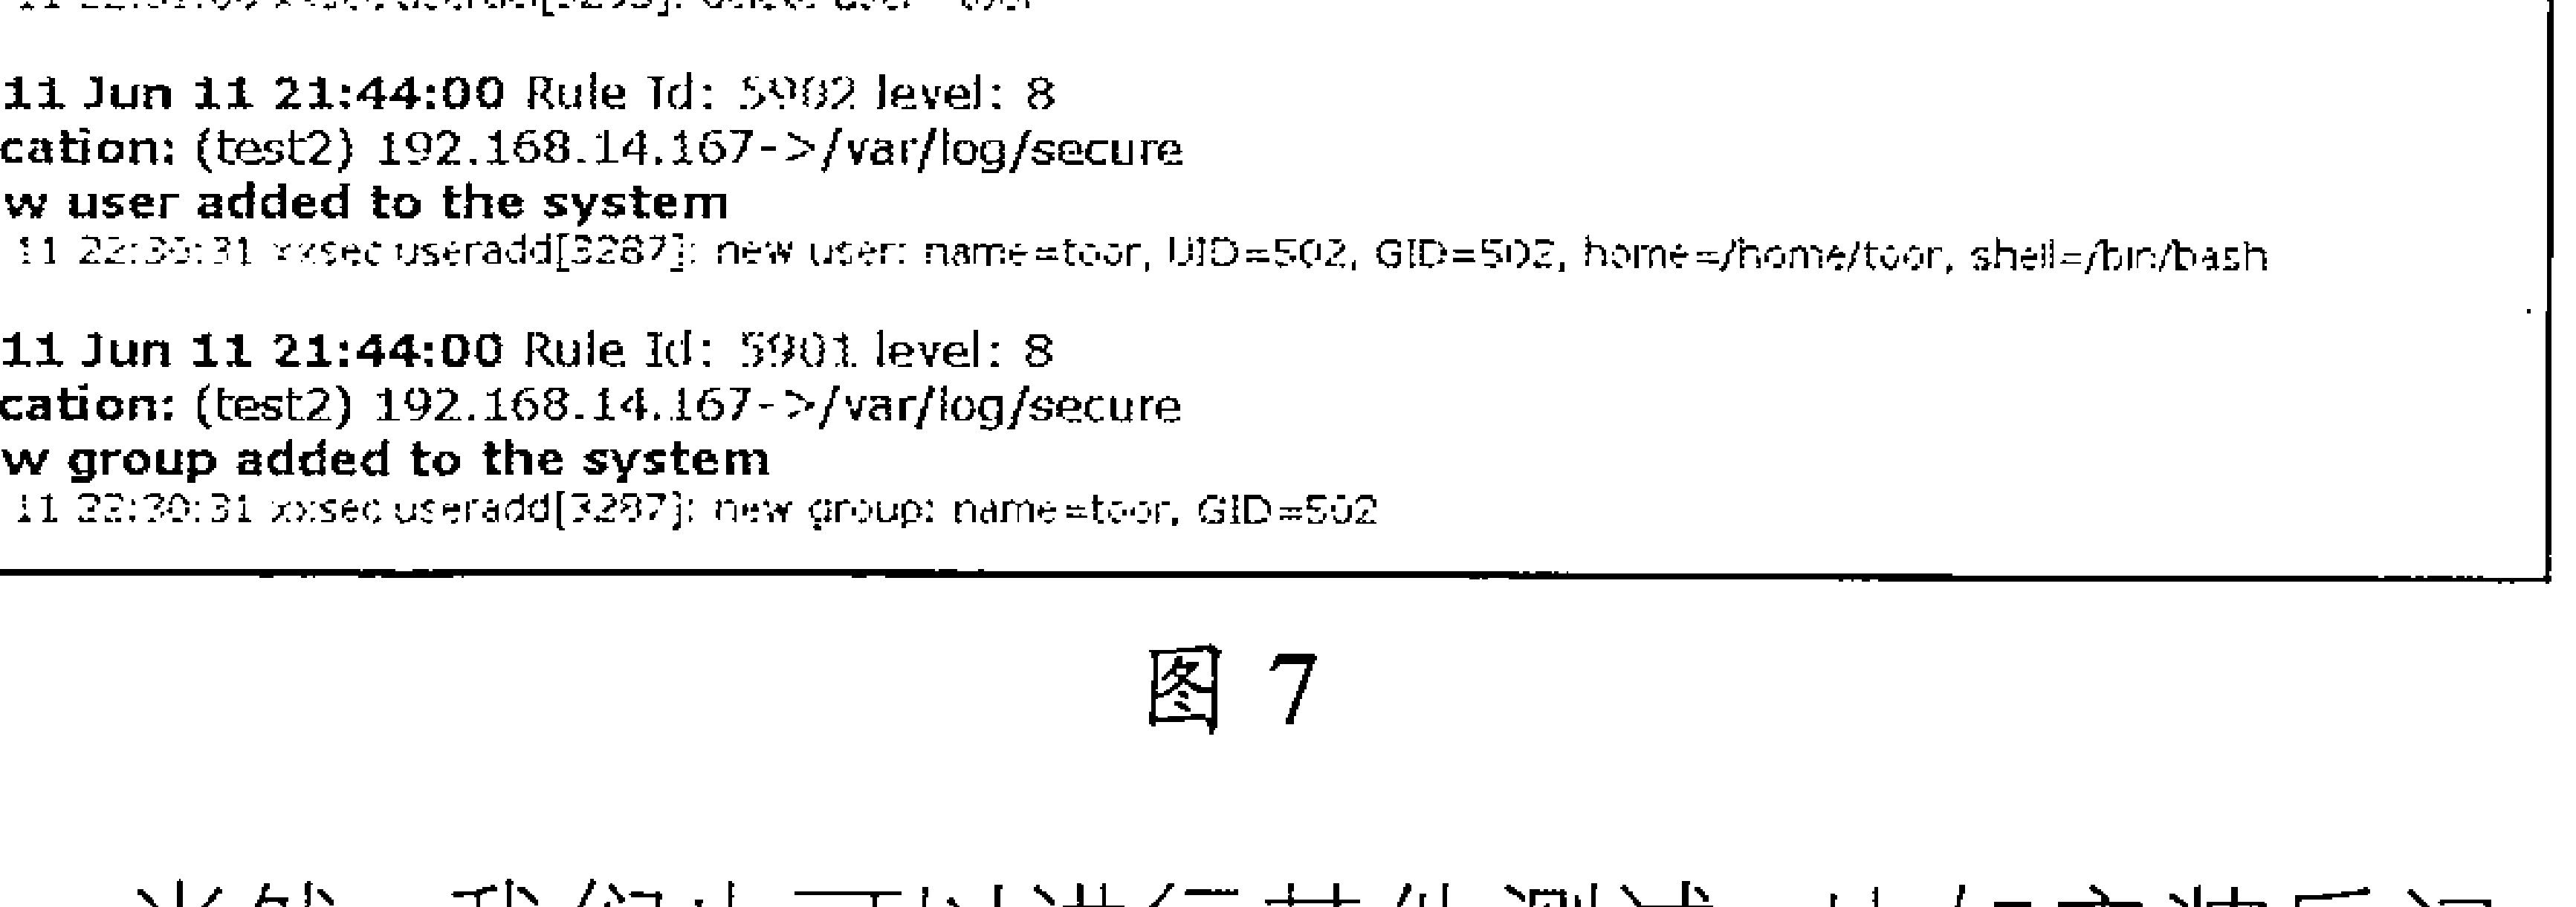 11 Jun 11 21:44:00 Rule Id: 5902 level: 8
cation: (test2) 192.168.14.167->/var/log/secure
w user added to the system
11 22:30:31 xxsec useradd[3287]: new user: name=toor, UID=502, GID=502, home=/home/toor, shell=/bin/bash
11 Jun 11 21:44:00 Rule Id: 5901 level: 8
cation: (test2) 192.168.14.167->/var/log/secure
w group added to the system
11 22:30:31 xxsec useradd[3287]: new group: name=toor, GID=502
图 7